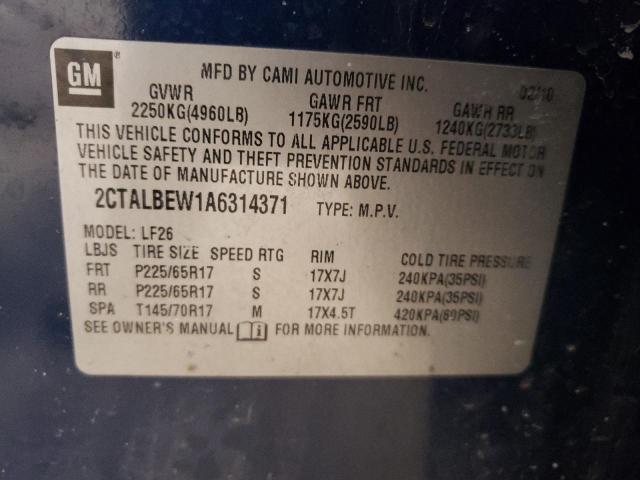 GM
MFD BY CAMI AUTOMOTIVE INC. 02/10
GVWR GAWR FRT GAWR RR
2250KG(4960LB) 1175KG(2590LB) 1240KG(2733LB)
THIS VEHICLE CONFORMS TO ALL APPLICABLE U.S. FEDERAL MOTOR
VEHICLE SAFETY AND THEFT PREVENTION STANDARDS IN EFFECT ON
THE DATE OF MANUFACTURE SHOWN ABOVE.
2CTALBEW1A6314371 TYPE: M.P.V.
MODEL: LF26
LBJS TIRE SIZE SPEED RTG RIM COLD TIRE PRESSURE
FRT P225/65R17 S 17X7J 240KPA(35PSI)
RR P225/65R17 S 17X7J 240KPA(35PSI)
SPA T145/70R17 M 17X4.5T 420KPA(60PSI)
SEE OWNER'S MANUAL FOR MORE INFORMATION.